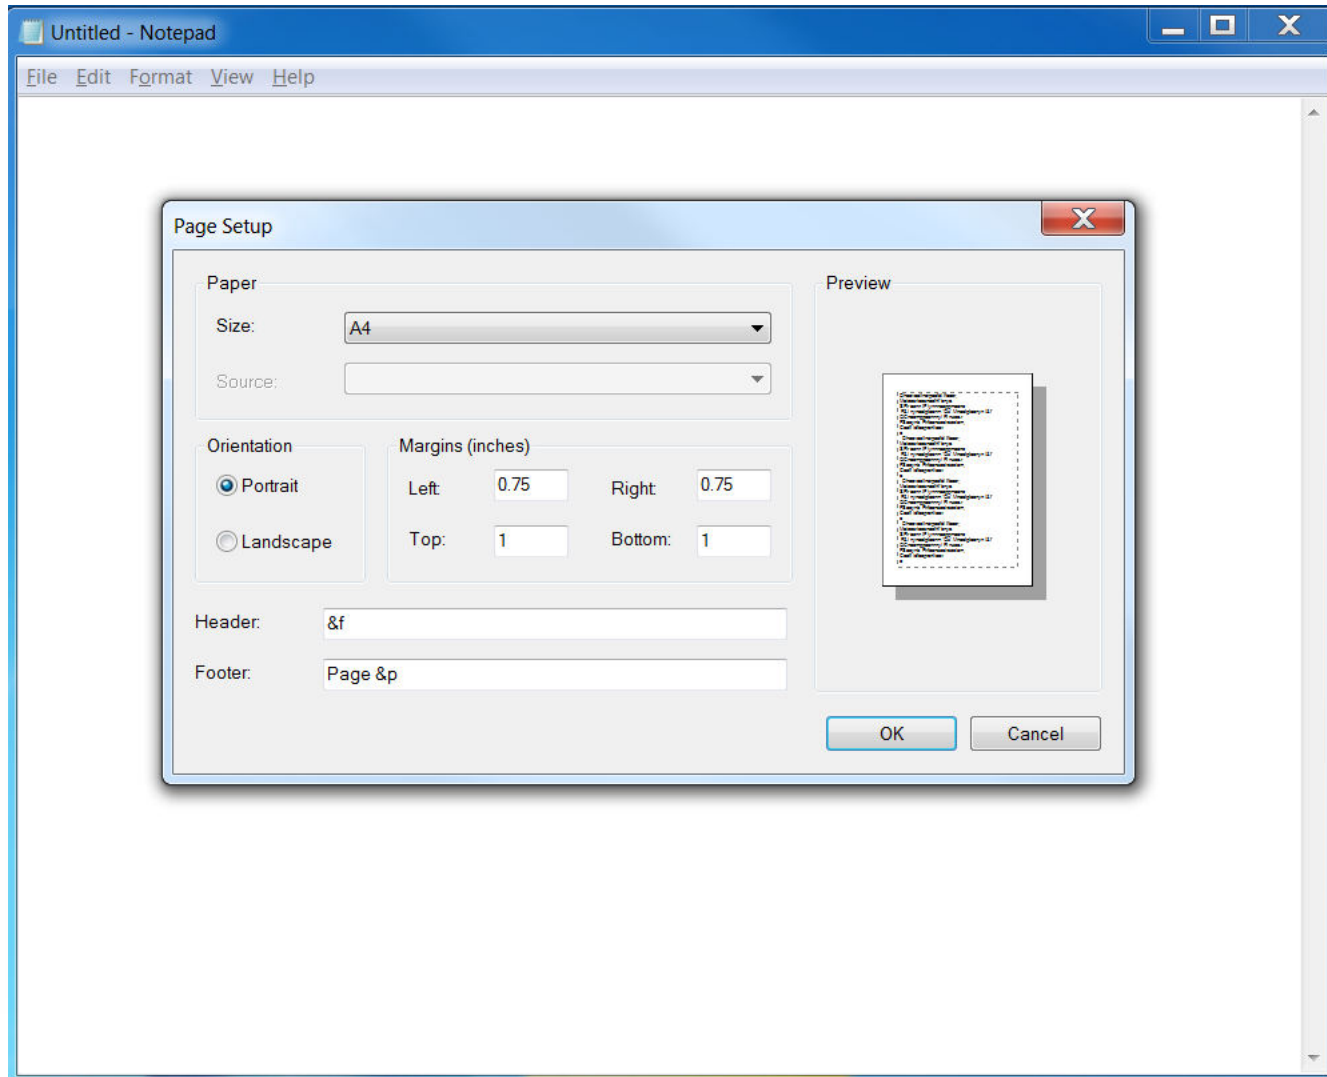 Untitled - Notepad
File Edit Format View Help
Page Setup
Paper
Size: A4
Source:
Orientation
Portrait
Landscape
Margins (inches)
Left: 0.75 Right: 0.75
Top: 1 Bottom: 1
Header: &f
Footer: Page &p
Preview
OK Cancel